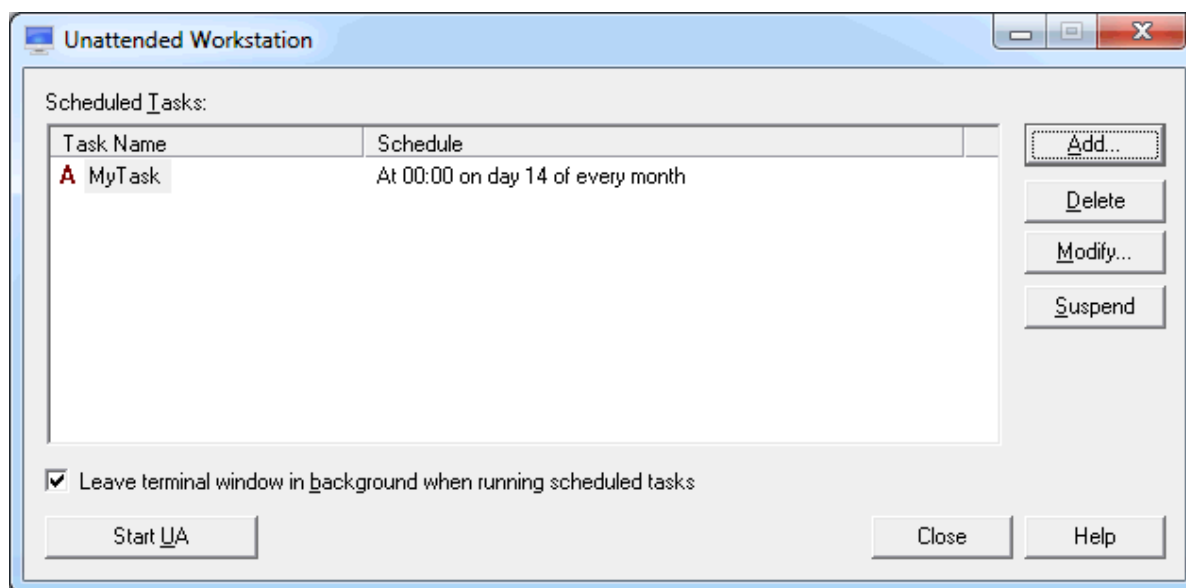 Unattended Workstation
Scheduled Tasks:
Task Name Schedule
A MyTask At 00:00 on day 14 of every month
Add...
Delete
Modify...
Suspend
Leave terminal window in background when running scheduled tasks
Start UA Close Help